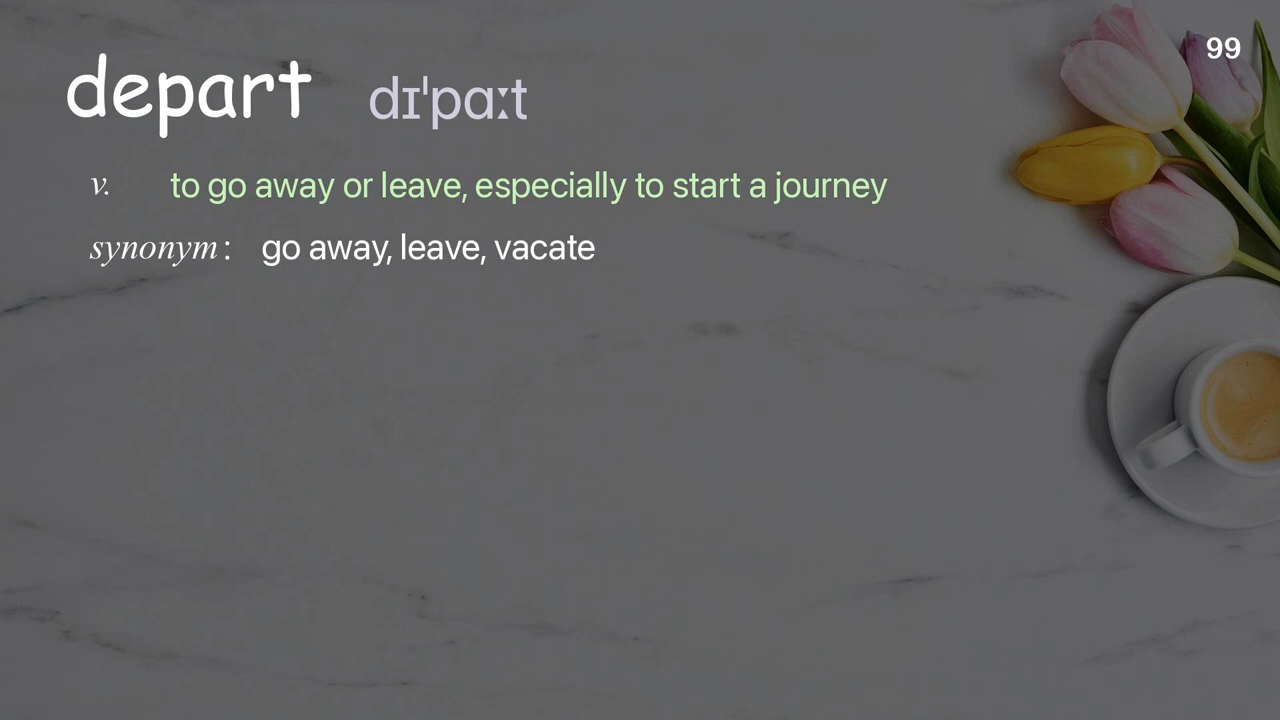 99
depart dɪˈpɑːt
v. to go away or leave, especially to start a journey
synonym: go away, leave, vacate